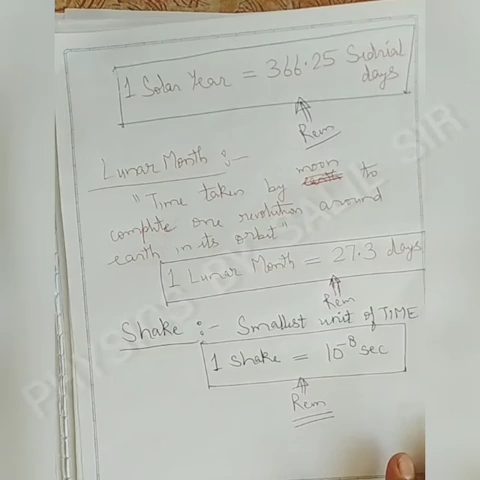 1 Solar Year = 366.25 Sidrial
days
Rem
Lunar Month :-
"Time taken by moon to
complete one revolution around
earth in its orbit"
1 Lunar Month = 27.3 days
Rem
Shake :- Smallest unit of TIME
1 Shake = 10⁻⁸ sec
Rem